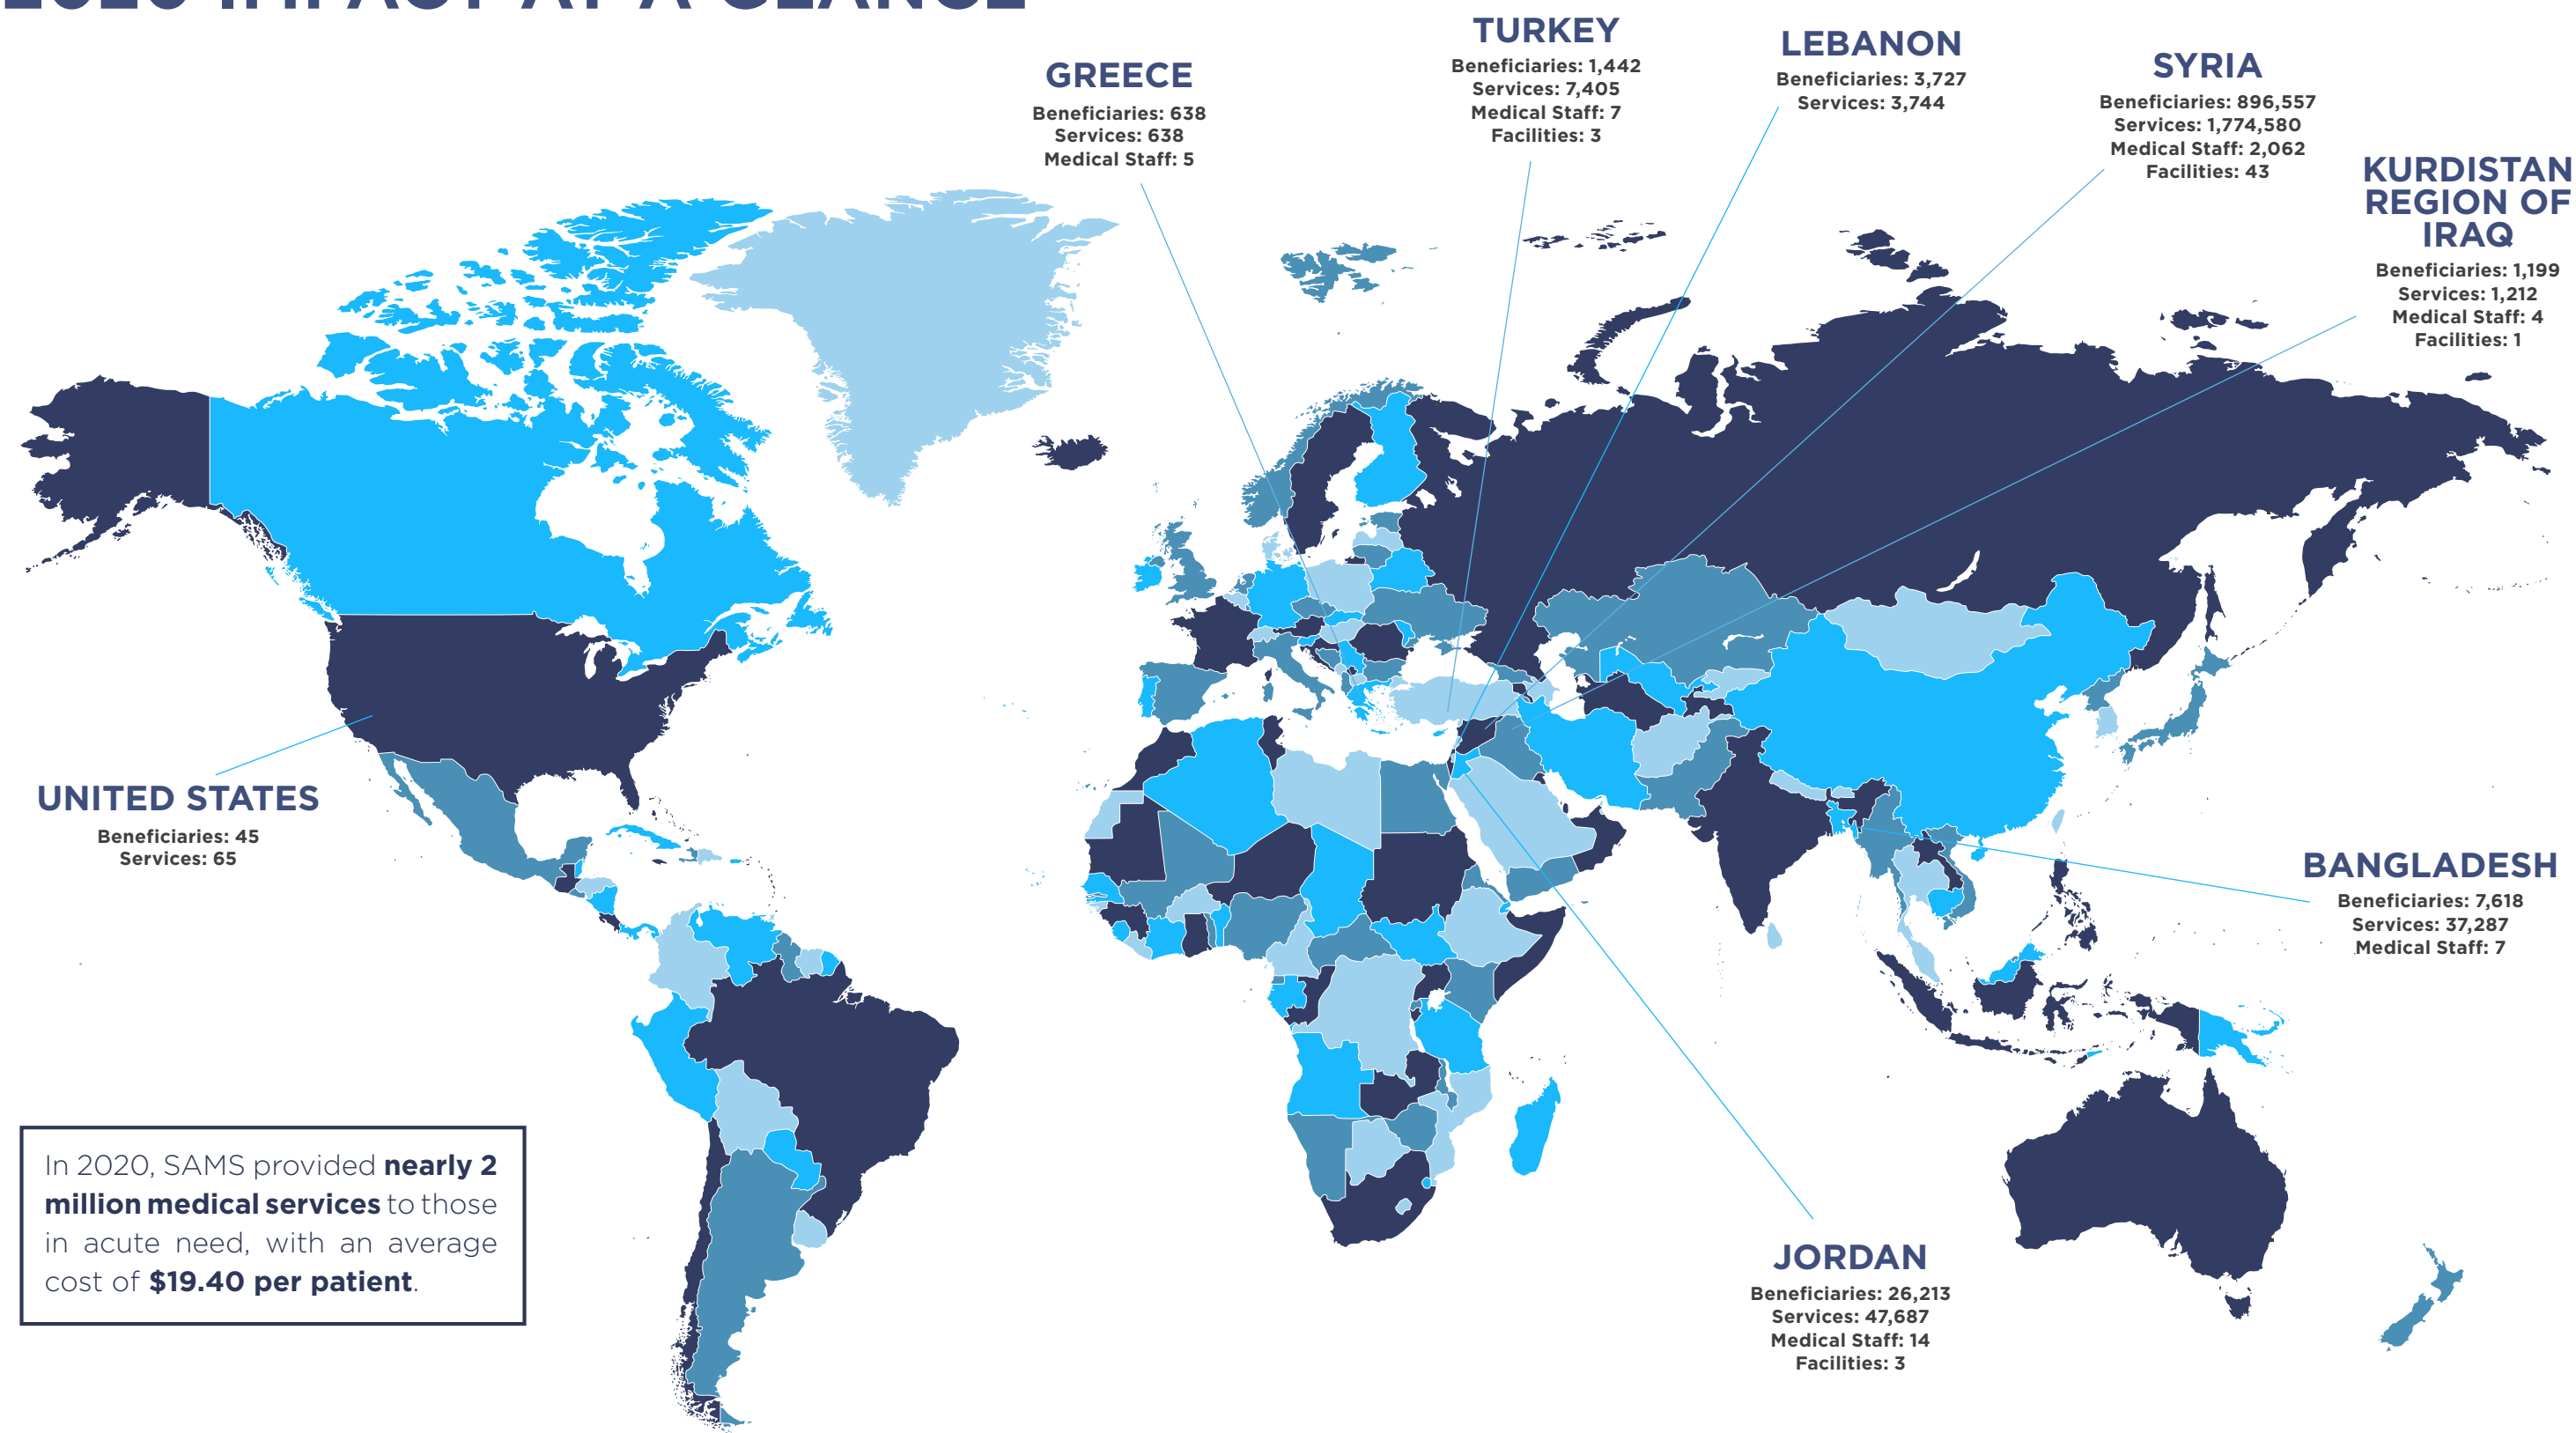 2020 IMPACT AT A GLANCE
GREECE
Beneficiaries: 638
Services: 638
Medical Staff: 5
TURKEY
Beneficiaries: 1,442
Services: 7,405
Medical Staff: 7
Facilities: 3
LEBANON
Beneficiaries: 3,727
Services: 3,744
SYRIA
Beneficiaries: 896,557
Services: 1,774,580
Medical Staff: 2,062
Facilities: 43
KURDISTAN
REGION OF
IRAQ
Beneficiaries: 1,199
Services: 1,212
Medical Staff: 4
Facilities: 1
UNITED STATES
Beneficiaries: 45
Services: 65
BANGLADESH
Beneficiaries: 7,618
Services: 37,287
Medical Staff: 7
In 2020, SAMS provided nearly 2
million medical services to those
in acute need, with an average
cost of $19.40 per patient.
JORDAN
Beneficiaries: 26,213
Services: 47,687
Medical Staff: 14
Facilities: 3